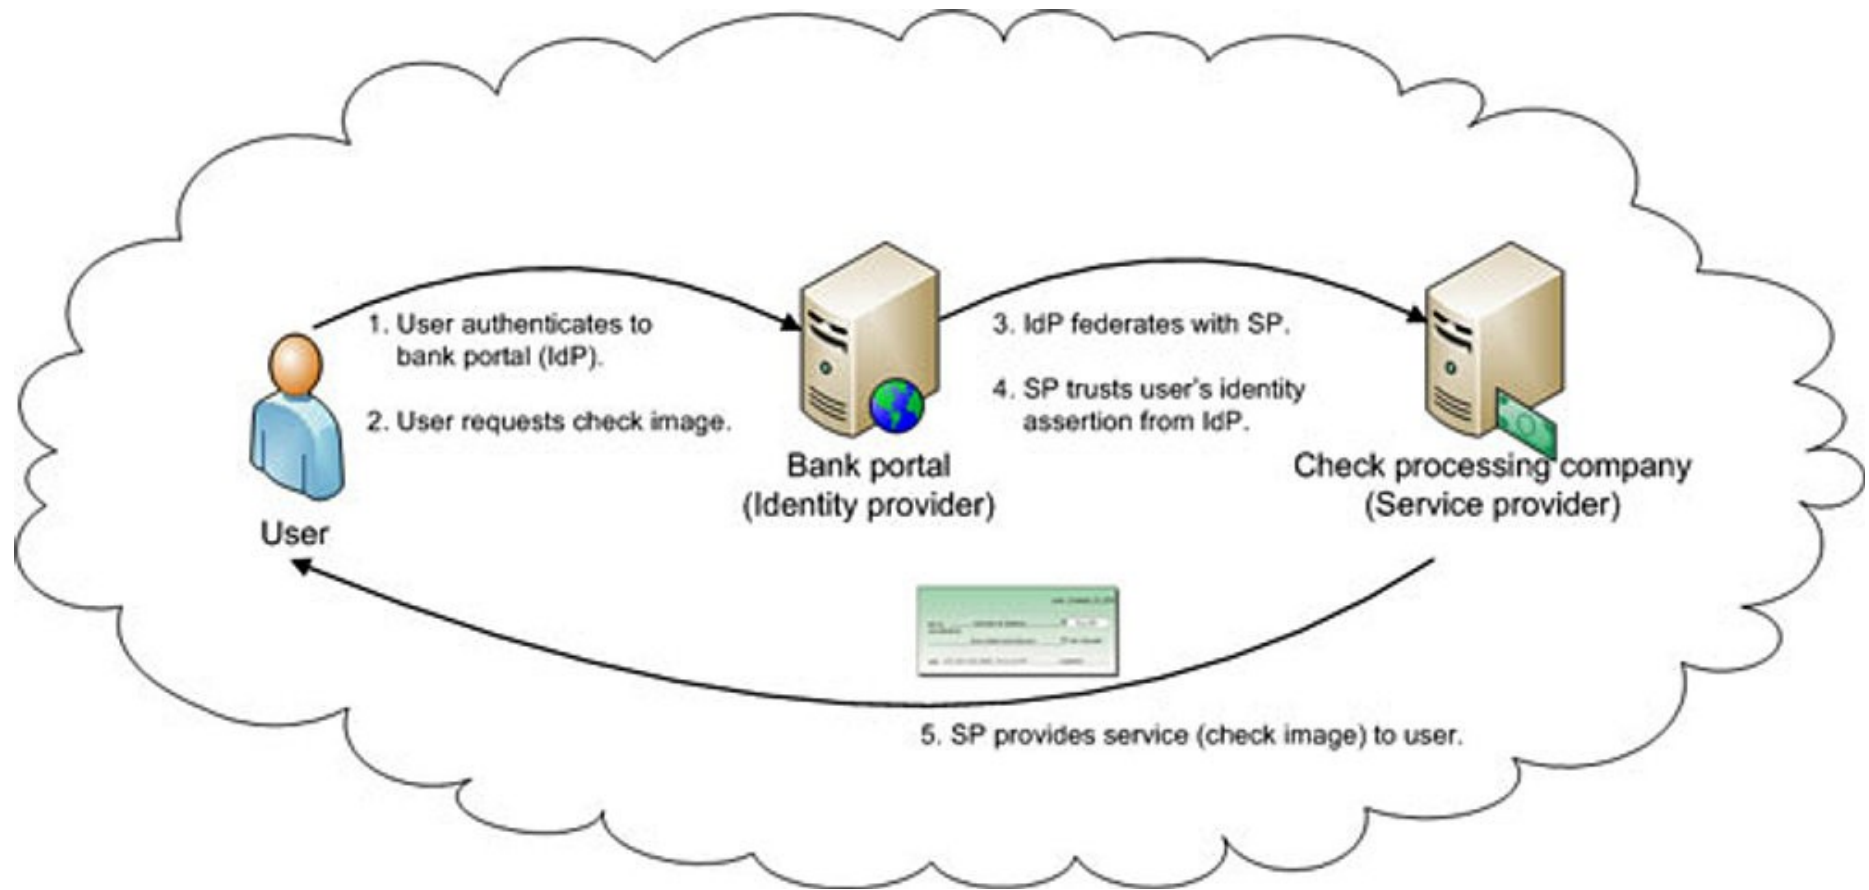 1. User authenticates to
bank portal (IdP).
2. User requests check image.
3. IdP federates with SP.
4. SP trusts user's identity
assertion from IdP.
User
Bank portal
(Identity provider)
Check processing company
(Service provider)
5. SP provides service (check image) to user.